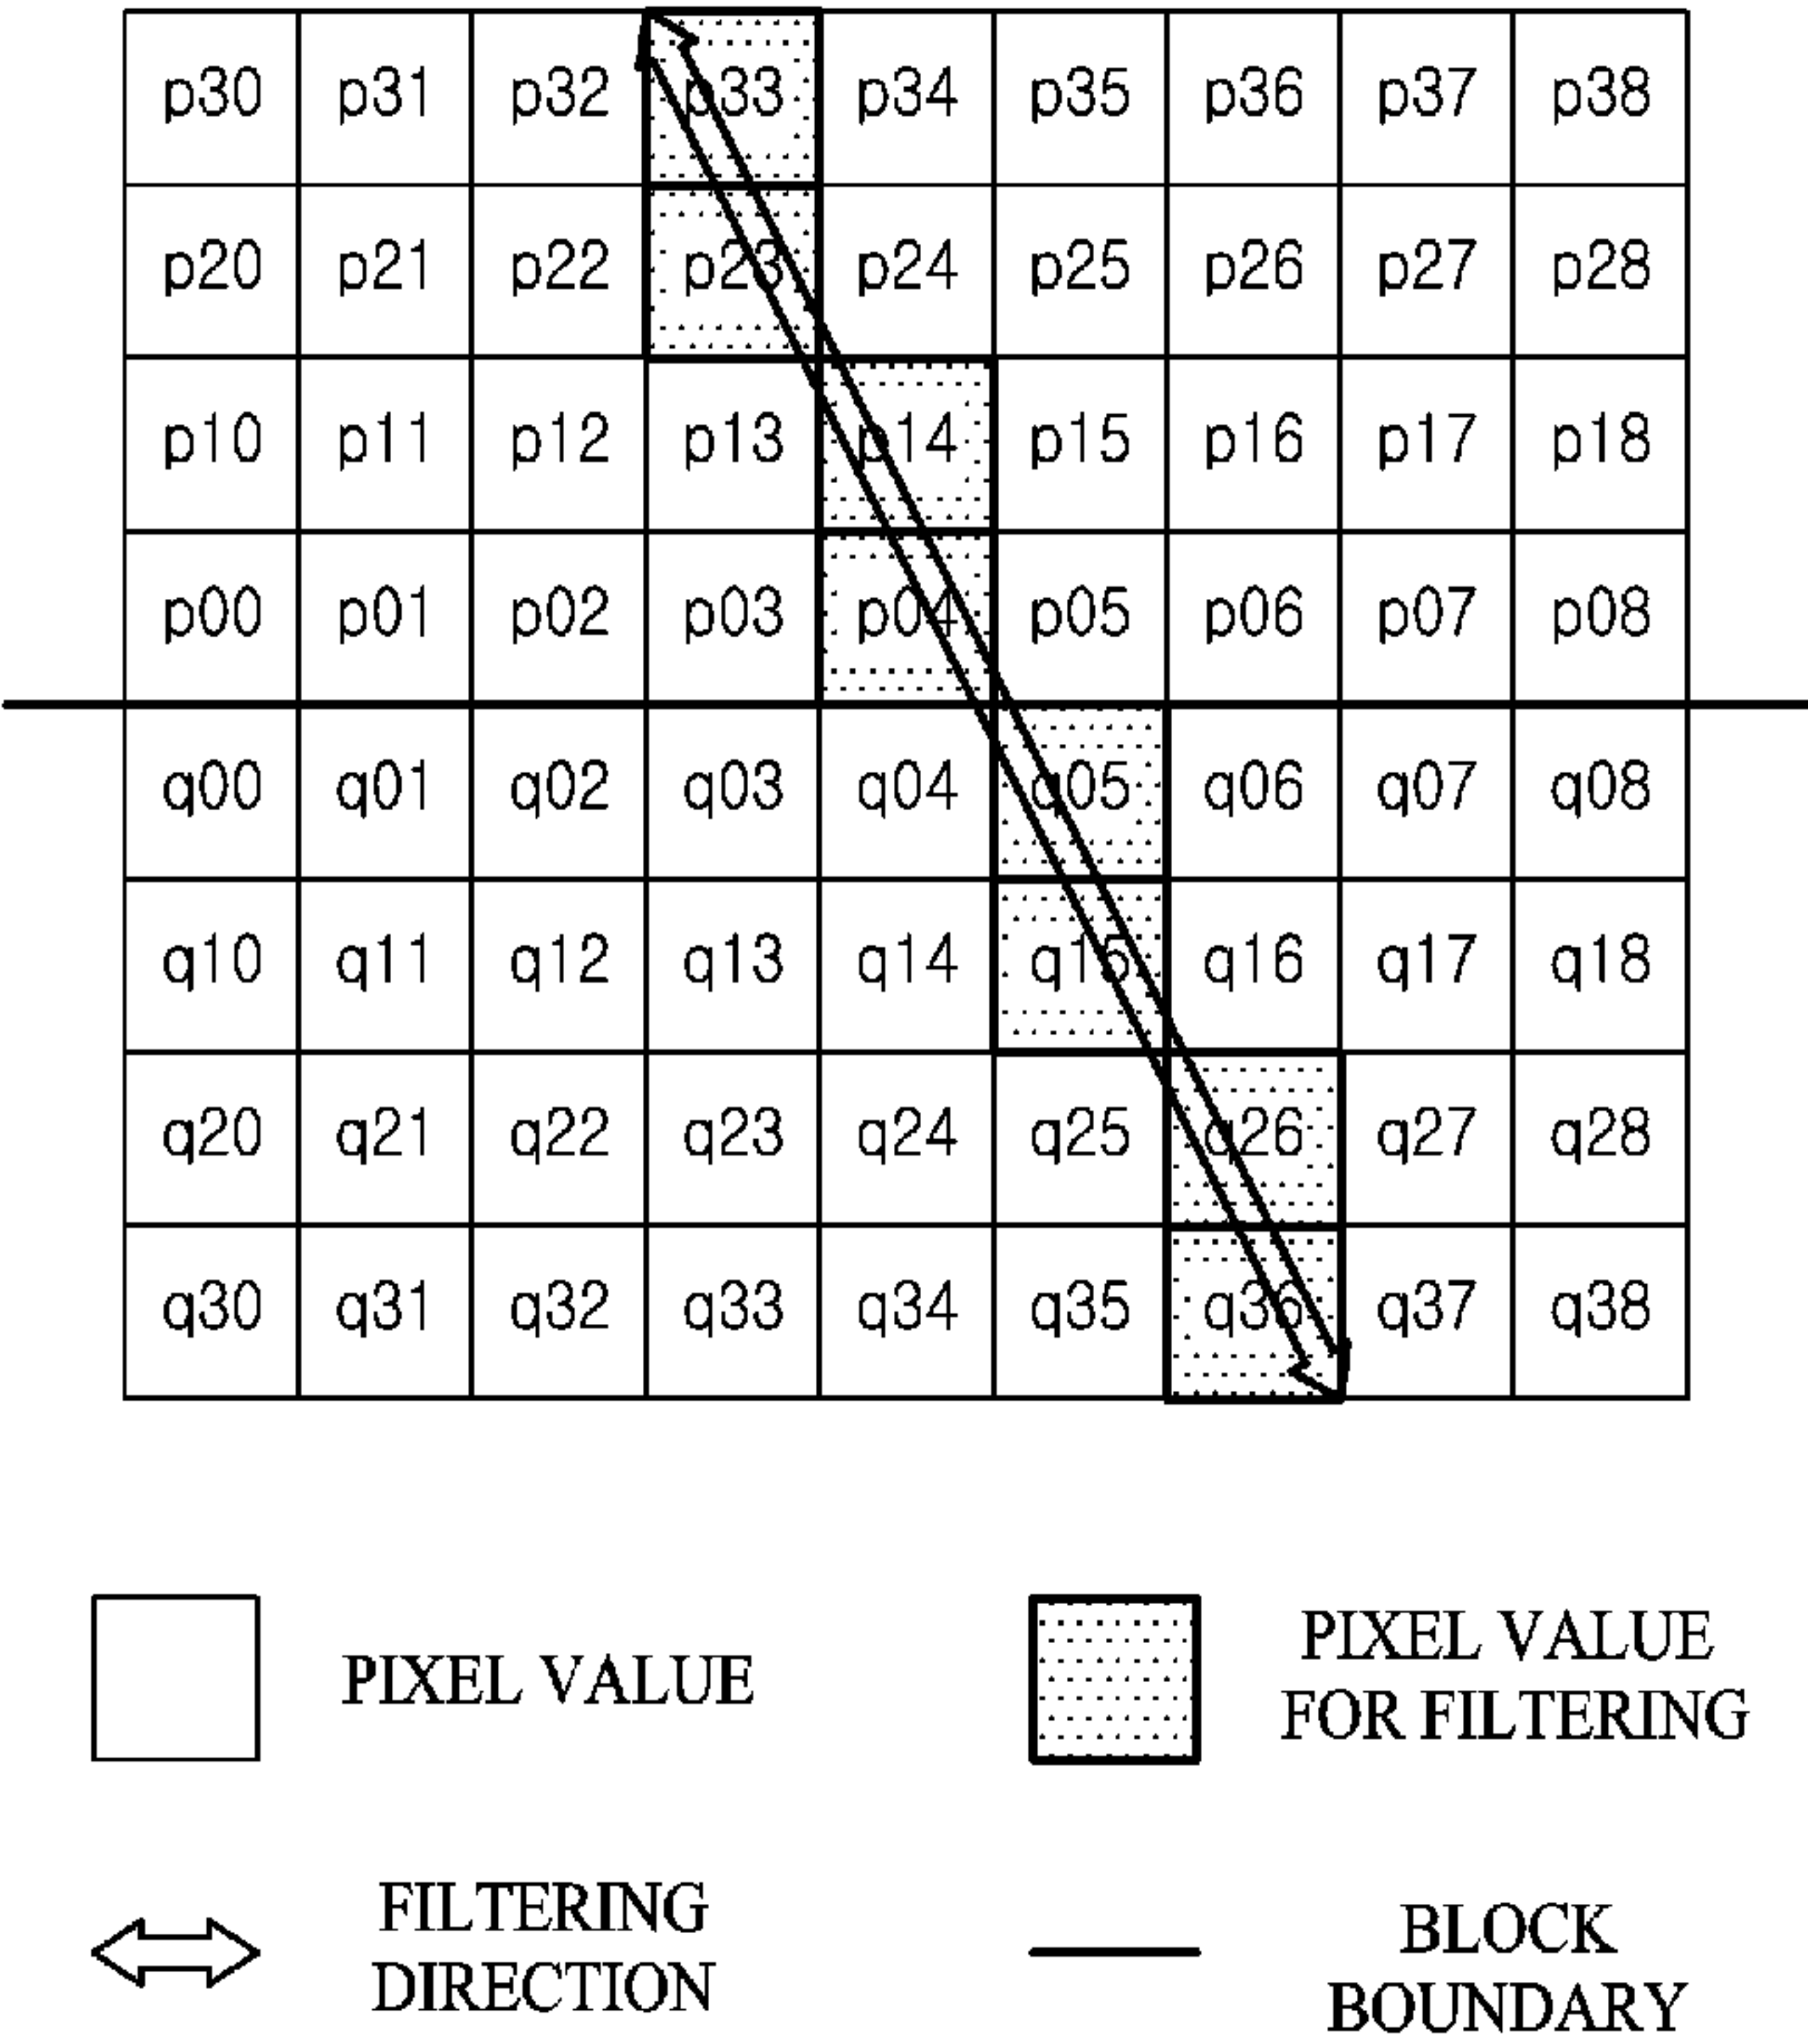 p30 p31 p32 p33 p34 p35 p36 p37 p38
p20 p21 p22 p23 p24 p25 p26 p27 p28
p10 p11 p12 p13 p14 p15 p16 p17 p18
p00 p01 p02 p03 p04 p05 p06 p07 p08
q00 q01 q02 q03 q04 q05 q06 q07 q08
q10 q11 q12 q13 q14 q15 q16 q17 q18
q20 q21 q22 q23 q24 q25 q26 q27 q28
q30 q31 q32 q33 q34 q35 q36 q37 q38
PIXEL VALUE
PIXEL VALUE
FOR FILTERING
FILTERING
DIRECTION
BLOCK
BOUNDARY